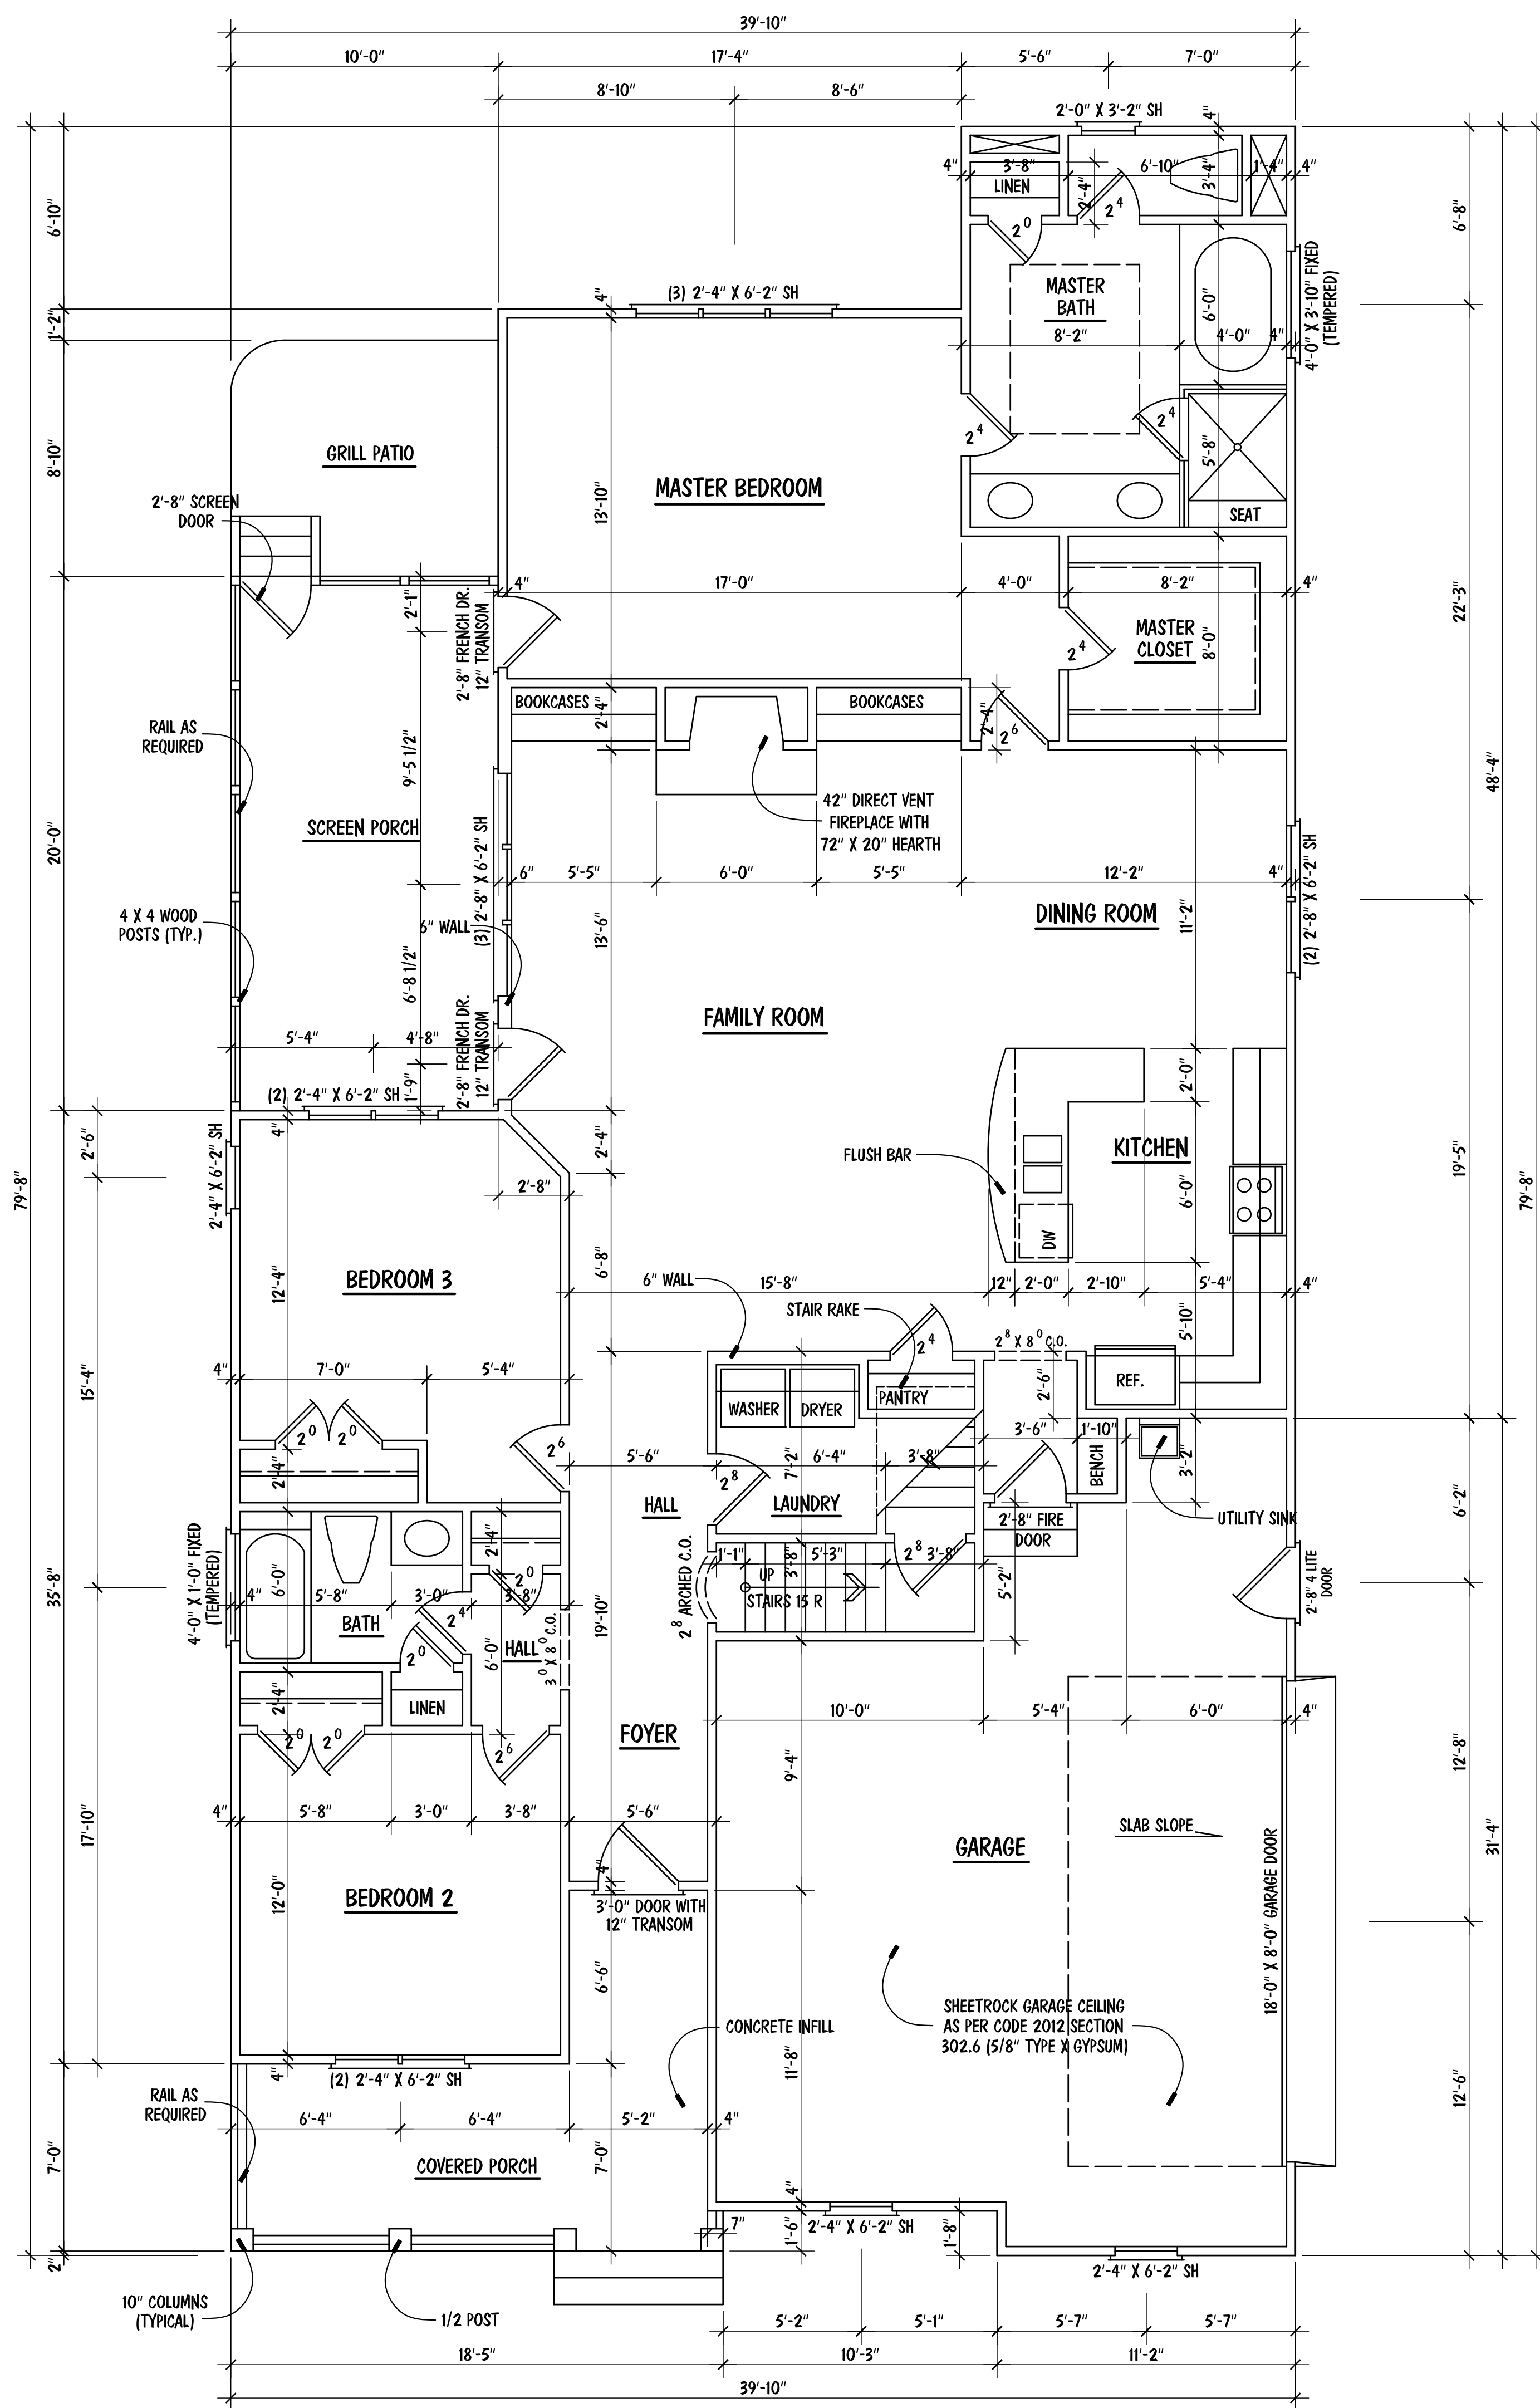 39'-10"
10'-0" 17'-4" 5'-6" 7'-0"
8'-10" 8'-6"
2'-0" X 3'-2" SH
4"
4" 3'-8" 6'-10" 1'-4" 4"
3'-4"
LINEN
2'-4"
2 4
2 0
6'-10"
6'-8"
MASTER
BATH
6'-0"
4'-0" X 3'-10" FIXED
(TEMPERED)
(3) 2'-4" X 6'-2" SH
4"
1'-2"
8'-2" 4'-0" 4"
GRILL PATIO
8'-10"
2'-8" SCREEN
DOOR
MASTER BEDROOM
13'-10"
2 4
2 4
5'-8"
SEAT
4" 17'-0" 4'-0" 8'-2" 4"
2'-1"
2'-8" FRENCH DR.
12" TRANSOM
22'-3"
MASTER
CLOSET
8'-0"
2 4
BOOKCASES
2'-4"
BOOKCASES
2'-4"
2 6
RAIL AS
REQUIRED
9'-5 1/2"
48'-4"
42" DIRECT VENT
FIREPLACE WITH
72" X 20" HEARTH
SCREEN PORCH
20'-0"
(3) 2'-8" X 6'-2" SH
6" 5'-5" 6'-0" 5'-5" 12'-2" 4"
(2) 2'-8" X 6'-2" SH
4 X 4 WOOD
POSTS (TYP.)
6" WALL
13'-6"
DINING ROOM
11'-2"
6'-8 1/2"
FAMILY ROOM
5'-4" 4'-8"
2'-8" FRENCH DR.
12" TRANSOM
1'-9"
2'-0"
(2) 2'-4" X 6'-2" SH
4"
2'-6"
2'-4" X 6'-2" SH
2'-4"
FLUSH BAR
KITCHEN
19'-5"
79'-8"
79'-8"
2'-8"
6'-0"
DW
BEDROOM 3
12'-4"
6'-8"
6" WALL
15'-8" 12" 2'-0" 2'-10" 5'-4" 4"
STAIR RAKE
5'-10"
2 8 X 8 0 C.O.
2 4
4" 7'-0" 5'-4"
15'-4"
WASHER
DRYER
PANTRY
2'-6"
REF.
2 0 2 0
2 6
2'-4"
5'-6" 7'-2" 6'-4" 3'-8"
3'-6" 1'-10"
BENCH
3'-2"
2 8
HALL
LAUNDRY
6'-2"
UTILITY SINK
2'-8" FIRE
DOOR
4'-0" X 1'-0" FIXED
(TEMPERED)
35'-8"
6'-0"
4" 5'-8" 3'-0" 3'-8"
2'-4"
2 0
BATH
2 4
2 0
HALL
6'-0"
3 0 X 8 0 C.O.
19'-10"
2 8 ARCHED C.O.
1'-1" 3'-8" 5'-3" 2 8 3'-8"
UP
STAIRS 15 R
5'-2"
2'-8" 4 LITE
DOOR
2'-4"
LINEN
2 0 2 0
2 6
FOYER
10'-0" 5'-4" 6'-0" 4"
9'-4"
12'-8"
17'-10"
4" 5'-8" 3'-0" 3'-8" 5'-6"
SLAB SLOPE
GARAGE
31'-4"
18'-0" X 8'-0" GARAGE DOOR
BEDROOM 2
12'-0"
4"
3'-0" DOOR WITH
12" TRANSOM
6'-6"
CONCRETE INFILL
SHEETROCK GARAGE CEILING
AS PER CODE 2012 SECTION
302.6 (5/8" TYPE X GYPSUM)
11'-8"
12'-6"
4"
(2) 2'-4" X 6'-2" SH
RAIL AS
REQUIRED
6'-4" 6'-4" 5'-2" 4"
7'-0"
COVERED PORCH
7'-0"
4"
7"
1'-6"
2'-4" X 6'-2" SH
1'-8"
2"
2'-4" X 6'-2" SH
10" COLUMNS
(TYPICAL)
1/2 POST
5'-2" 5'-1" 5'-7" 5'-7"
18'-5" 10'-3" 11'-2"
39'-10"